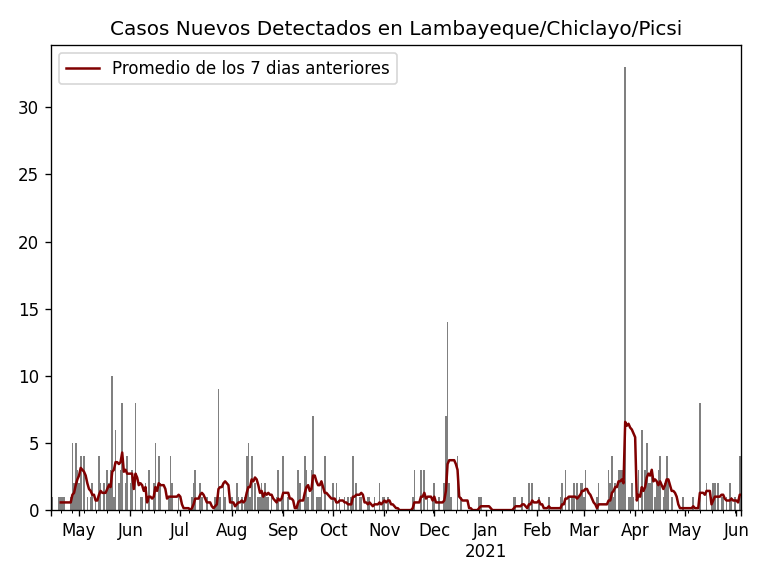 Casos Nuevos Detectados en Lambayeque/Chiclayo/Picsi
Promedio de los 7 dias anteriores
30
25
20
15
10
5
0
May Jun Jul Aug Sep Oct Nov Dec Jan Feb Mar Apr May Jun
2021